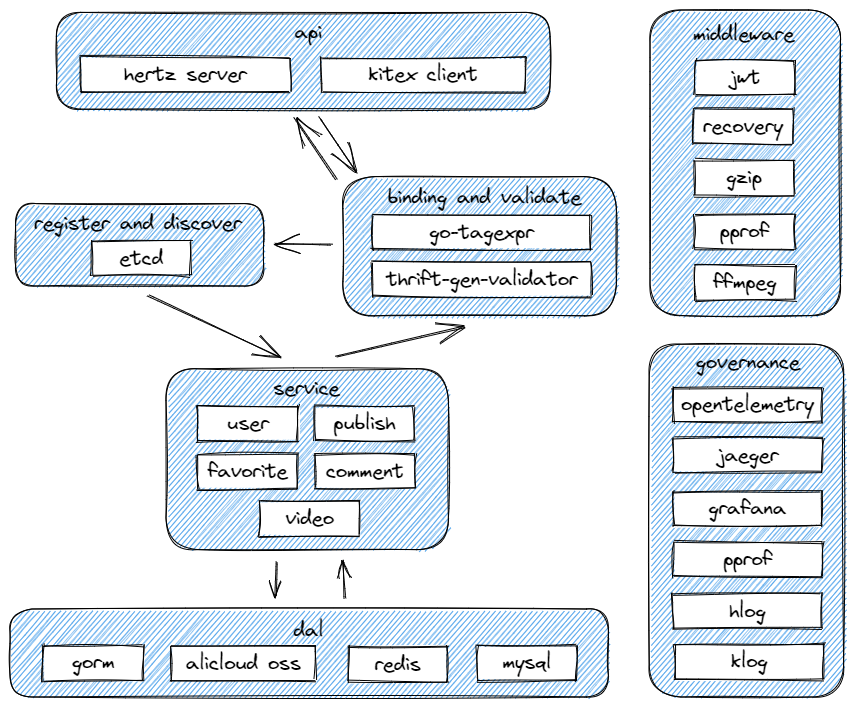 api
hertz server
kitex client
register and discover
etcd
binding and validate
go-tagexpr
thrift-gen-validator
service
user
publish
favorite
comment
video
dal
gorm
alicloud oss
redis
mysql
middleware
jwt
recovery
gzip
pprof
ffmpeg
governance
opentelemetry
jaeger
grafana
pprof
hlog
klog